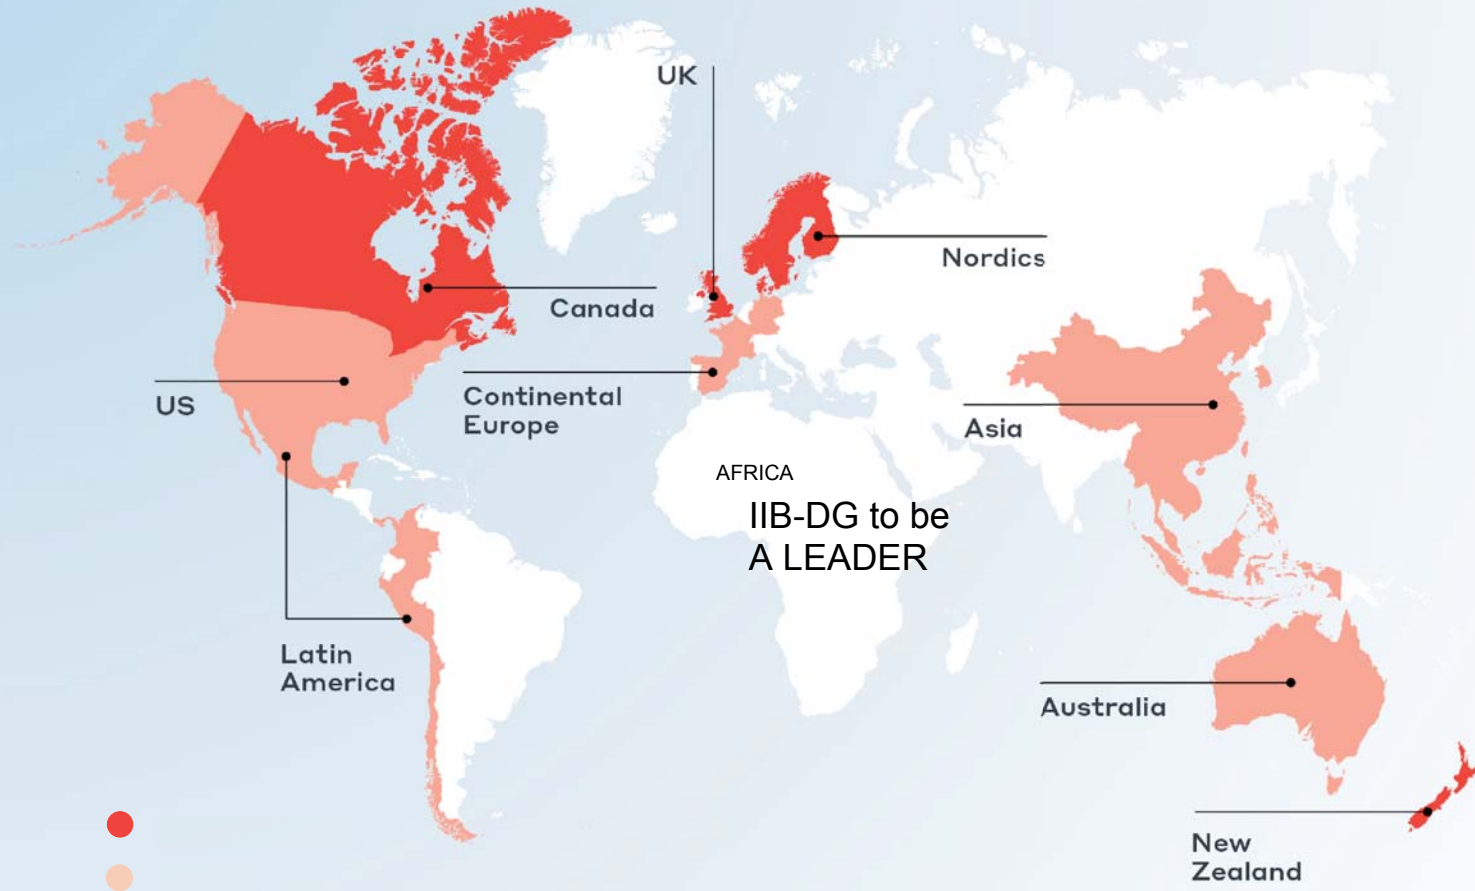 UK
Nordics
Canada
US
Continental
Europe
Asia
AFRICA
IIB-DG to be
A LEADER
Latin
America
Australia
New
Zealand